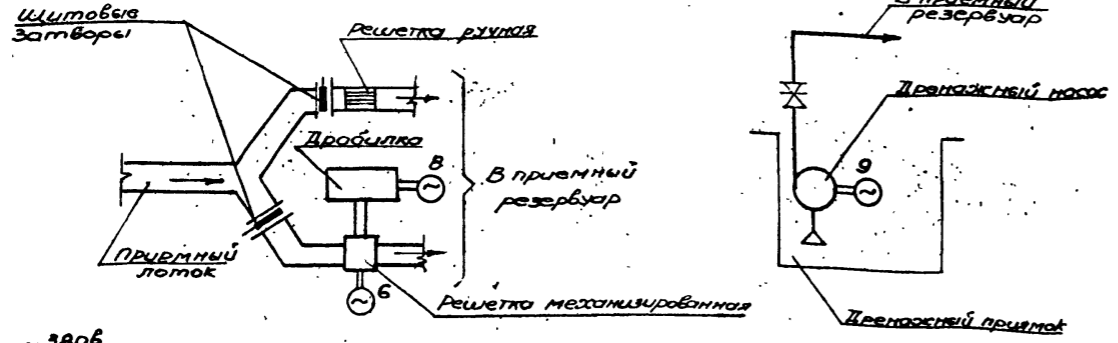 Щитовые
затворы
Решетка ручная
Дробилка
8
В приемный
резервуар
Приемный
лоток
6
Решетка механизированная
В приемный
резервуар
Дренажный насос
9
Дренажный приямок